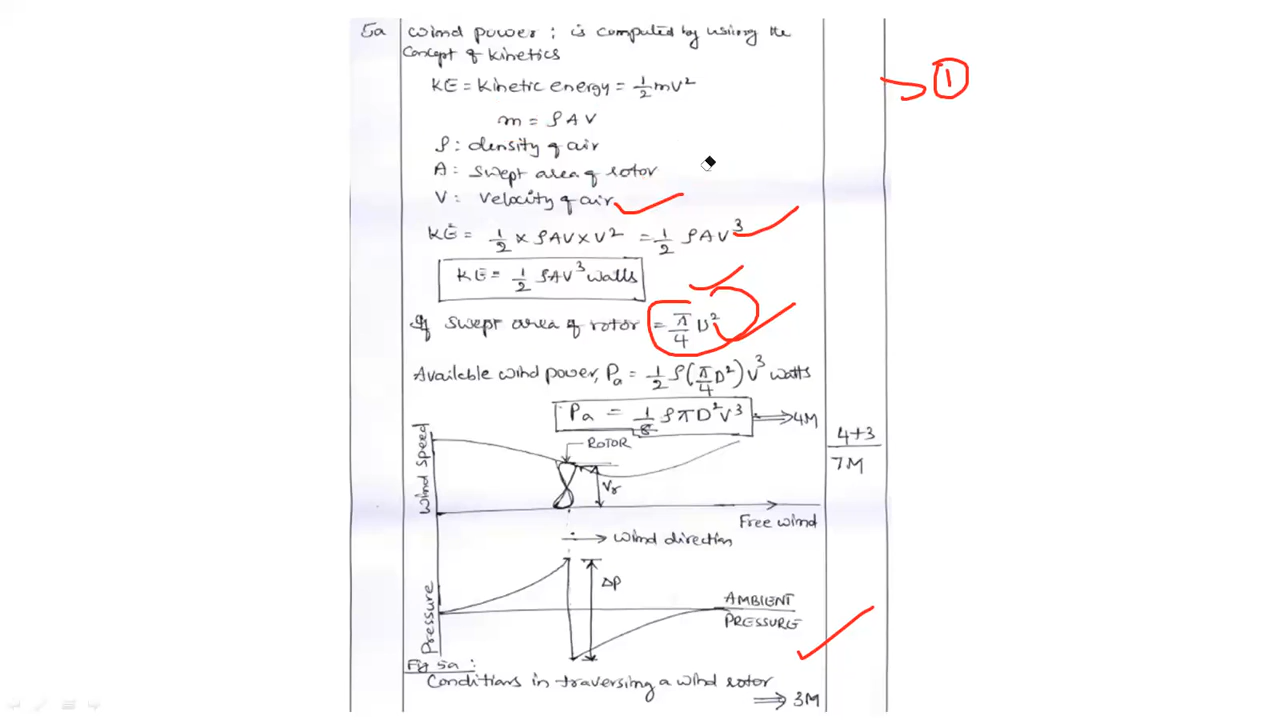 5a wind power : is computed by using the
Concept of kinetics
KE = Kinetic energy = 1/2 mV²
m = ρAV
ρ : density of air
A : Swept area of rotor
V : Velocity of air
KE = 1/2 × ρAV × V² = 1/2 ρAV³
KE = 1/2 ρAV³ watts
If Swept area of rotor = π/4 D²
Available wind power, Pa = 1/2 ρ(π/4 D²) V³ watts
Pa = 1/8 ρπD²V³ ⇒ 4M
4+3
7M
1
ROTOR
Wind Speed
Vr
Free wind
→ Wind direction
Pressure
ΔP
AMBIENT
PRESSURE
Fig 5a :
Conditions in traversing a wind rotor
⇒ 3M